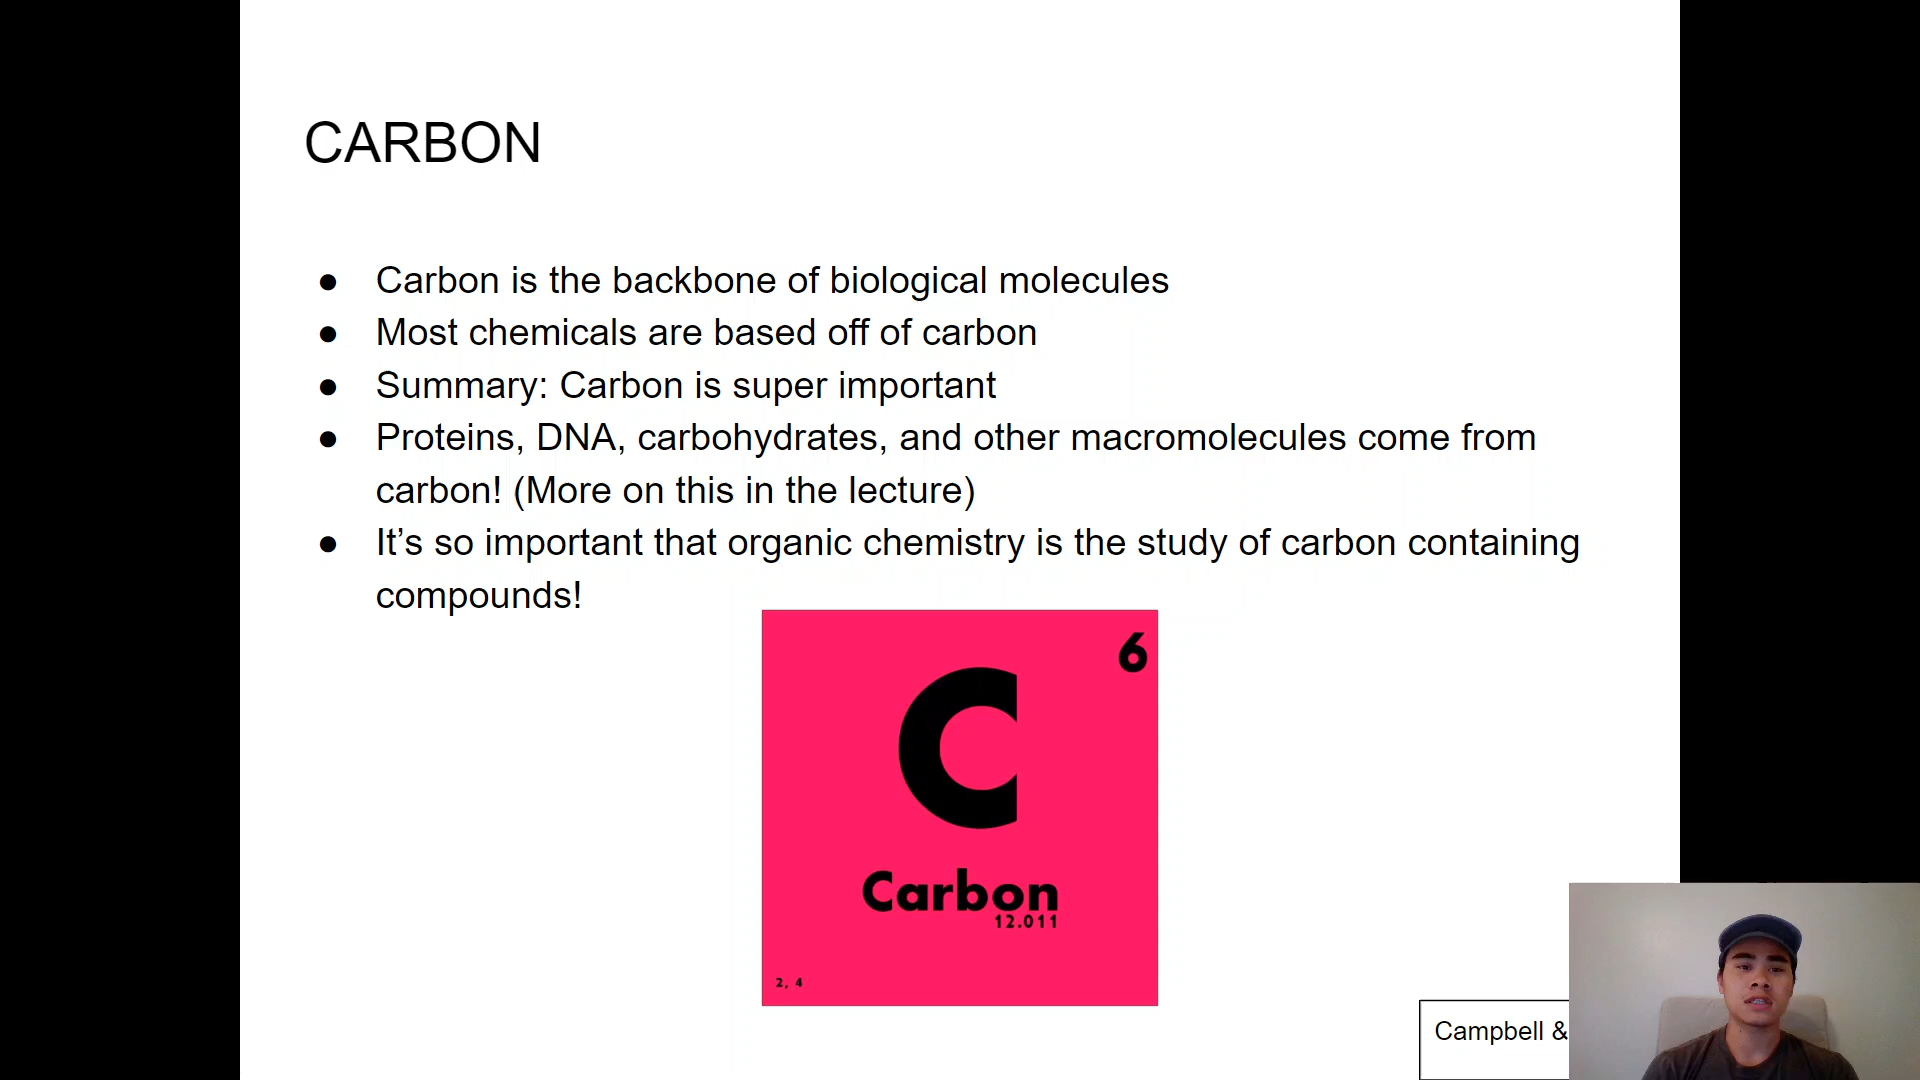 CARBON
● Carbon is the backbone of biological molecules
● Most chemicals are based off of carbon
● Summary: Carbon is super important
● Proteins, DNA, carbohydrates, and other macromolecules come from
carbon! (More on this in the lecture)
● It’s so important that organic chemistry is the study of carbon containing
compounds!
6
C
Carbon
12.011
2, 4
Campbell &